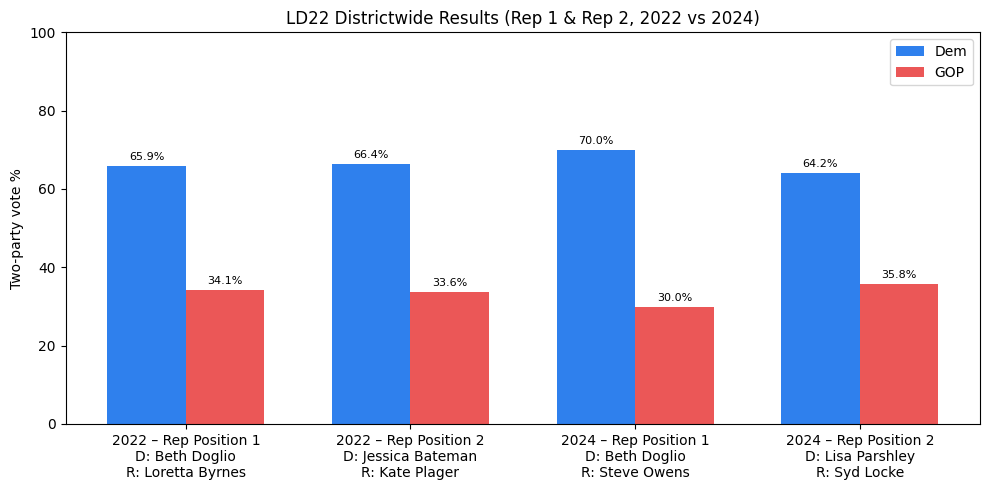 LD22 Districtwide Results (Rep 1 & Rep 2, 2022 vs 2024)
Dem
GOP
Two-party vote %
100
80
60
40
20
0
65.9%
34.1%
66.4%
33.6%
70.0%
30.0%
64.2%
35.8%
2022 – Rep Position 1
D: Beth Doglio
R: Loretta Byrnes
2022 – Rep Position 2
D: Jessica Bateman
R: Kate Plager
2024 – Rep Position 1
D: Beth Doglio
R: Steve Owens
2024 – Rep Position 2
D: Lisa Parshley
R: Syd Locke